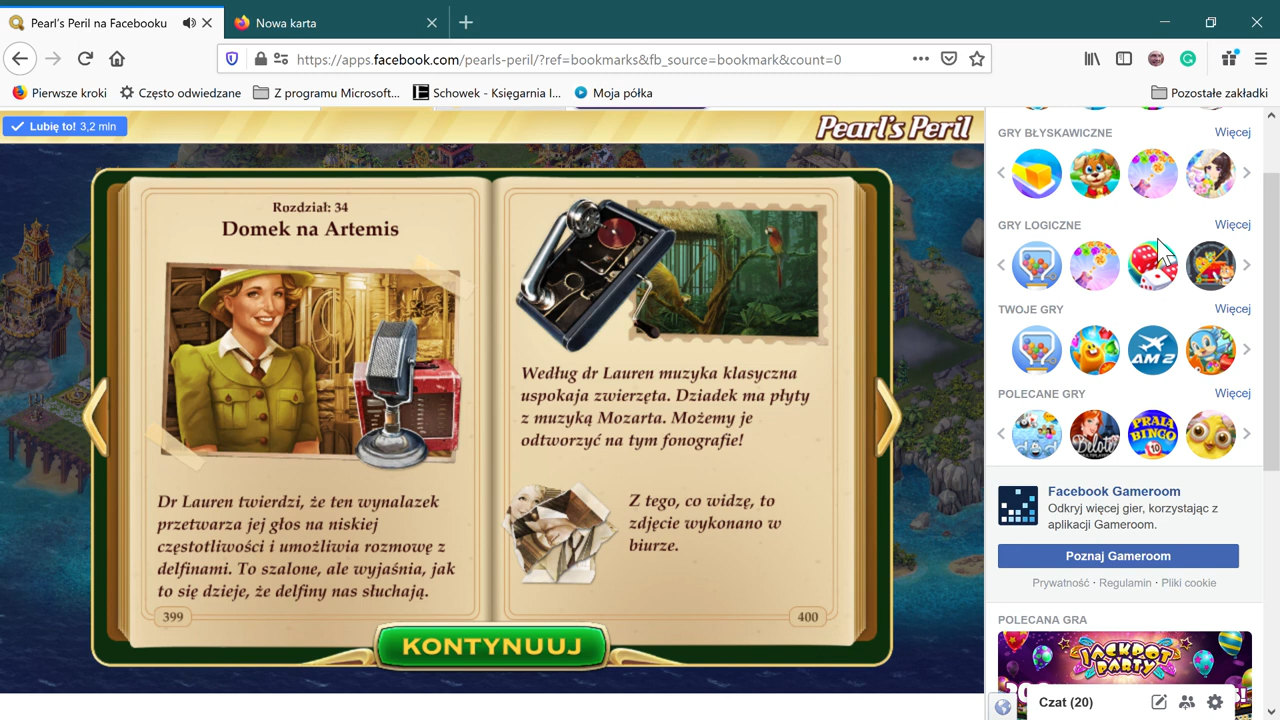 Pearl's Peril na Facebooku
Nowa karta
https://apps.facebook.com/pearls-peril/?ref=bookmarks&fb_source=bookmark&count=0
Pierwsze kroki
Często odwiedzane
Z programu Microsoft...
Schowek - Księgarnia I...
Moja półka
Pozostałe zakładki
Lubię to! 3,2 mln
Pearl's Peril
Rozdział: 34
Domek na Artemis
Dr Lauren twierdzi, że ten wynalazek
przetwarza jej głos na niskiej
częstotliwości i umożliwia rozmowę z
delfinami. To szalone, ale wyjaśnia, jak
to się dzieje, że delfiny nas słuchają.
399
Według dr Lauren muzyka klasyczna
uspokaja zwierzęta. Dziadek ma płyty
z muzyką Mozarta. Możemy je
odtworzyć na tym fonografie!
Z tego, co widzę, to
zdjęcie wykonano w
biurze.
400
KONTYNUUJ
GRY BŁYSKAWICZNE
Więcej
GRY LOGICZNE
Więcej
TWOJE GRY
Więcej
AM 2
POLECANE GRY
Więcej
Belote
PRAIA
BINGO
10
Facebook Gameroom
Odkryj więcej gier, korzystając z
aplikacji Gameroom.
Poznaj Gameroom
Prywatność · Regulamin · Pliki cookie
POLECANA GRA
JACKPOT
PARTY
Czat (20)